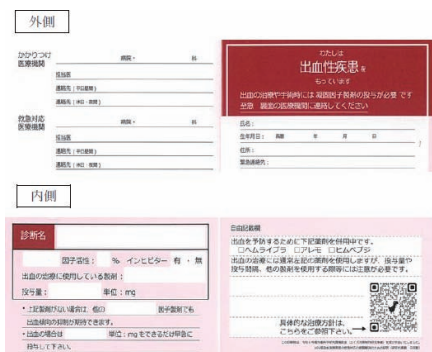 外側
かかりつけ
医療機関
病院・ 科
担当医
連絡先（平日昼間）
連絡先（休日・夜間）
救急対応
医療機関
病院・ 科
担当医
連絡先（平日昼間）
連絡先（休日・夜間）
わたしは
出血性疾患を
もっています
出血の治療や手術時には 凝固因子製剤の投与が必要 です
至急 裏面の医療機関に連絡してください
氏名：
生年月日： 年 月 日
住所：
緊急連絡先：
内側
診断名
因子活性： % インヒビター 有 ・ 無
出血の治療に使用している製剤：
投与量： 単位：mg
・上記製剤がない場合は 他の 因子製剤でも
出血傾向の抑制が期待できます。
・出血の場合は 単位：mg をできるだけ早急に
投与して下さい。
自由記載欄
出血を予防するために下記薬剤を併用中です。
□ヘムライブラ □アレモ □ヒムペブジ
出血の治療には通常左記の薬剤を使用しますが、投与量や
投与間隔、他の製剤を使用する際等には注意が必要です。
具体的な治療方針は、
こちらをご参照下さい。